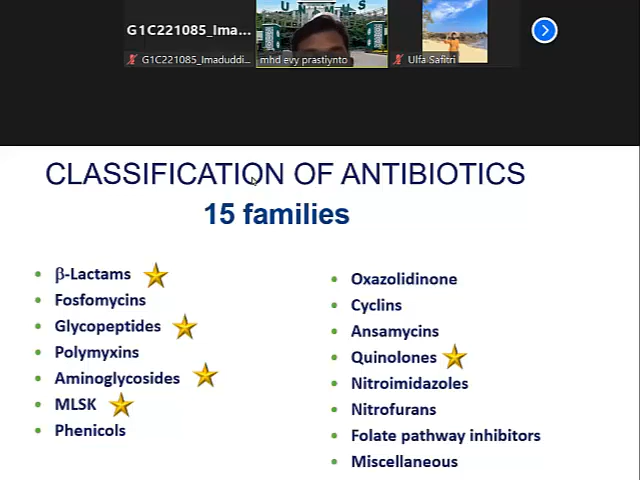 G1C221085_Ima...
G1C221085_Imaduddi...
U N
U S
mhd evy prastiynto
Ulfa Safitri
CLASSIFICATION OF ANTIBIOTICS
15 families
• β-Lactams
• Fosfomycins
• Glycopeptides
• Polymyxins
• Aminoglycosides
• MLSK
• Phenicols
• Oxazolidinone
• Cyclins
• Ansamycins
• Quinolones
• Nitroimidazoles
• Nitrofurans
• Folate pathway inhibitors
• Miscellaneous